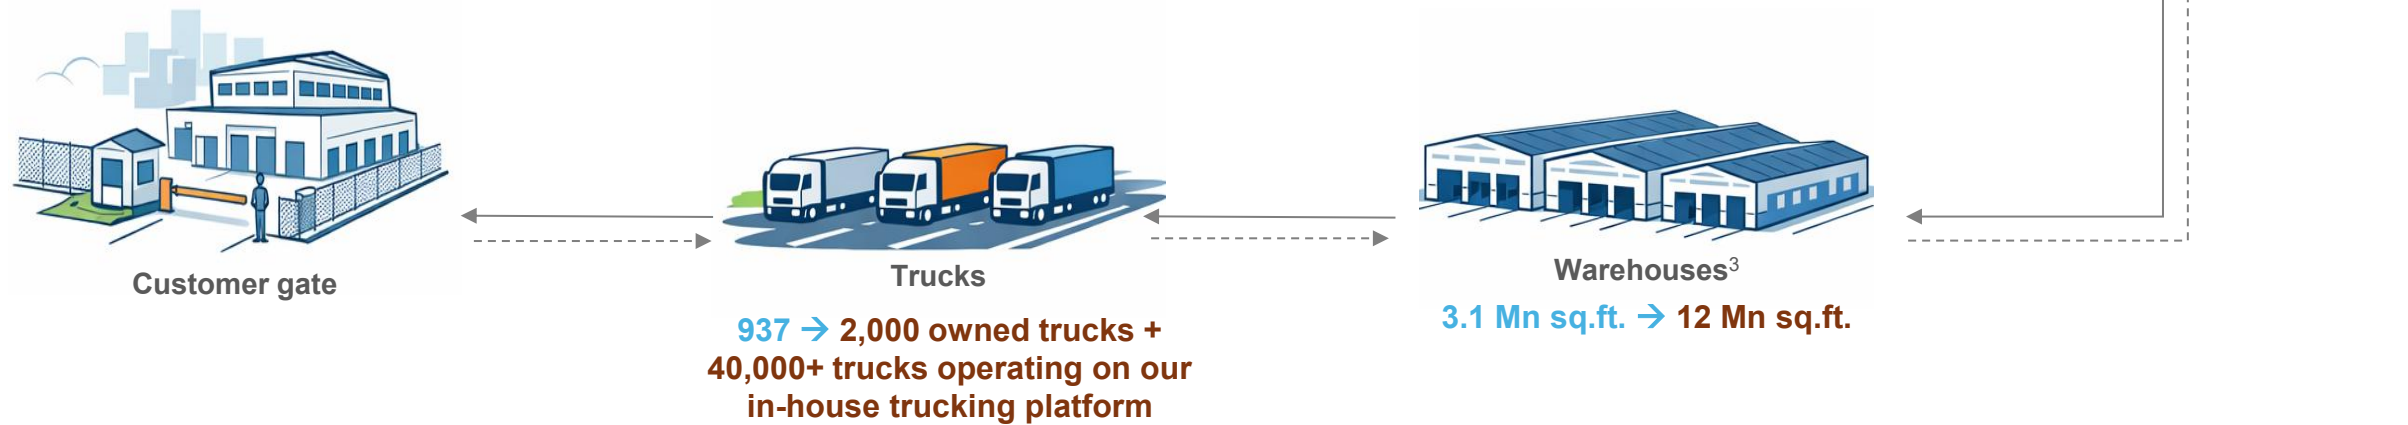 Customer gate
Trucks
937 → 2,000 owned trucks +
40,000+ trucks operating on our
in-house trucking platform
Warehouses³
3.1 Mn sq.ft. → 12 Mn sq.ft.